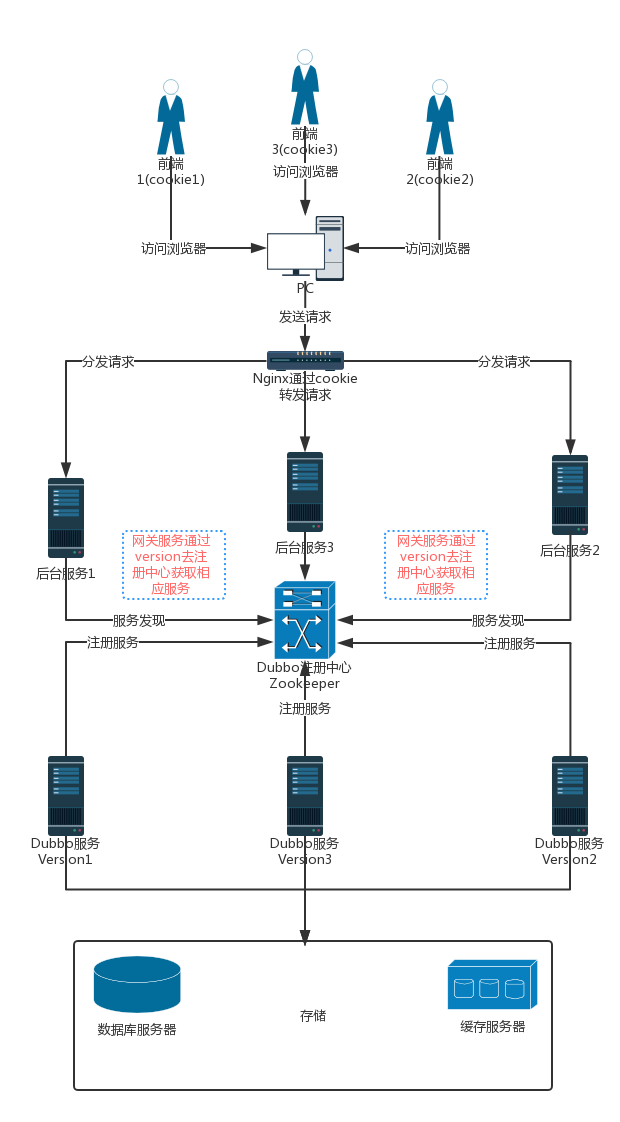 前端
3(cookie3)
前端
1(cookie1)
前端
2(cookie2)
访问浏览器
访问浏览器
访问浏览器
PC
发送请求
分发请求
分发请求
Nginx通过cookie
转发请求
后台服务1
后台服务3
后台服务2
网关服务通过
version去注
册中心获取相
应服务
网关服务通过
version去注
册中心获取相
应服务
服务发现
服务发现
注册服务
注册服务
Dubbo注册中心
Zookeeper
注册服务
Dubbo服务
Version1
Dubbo服务
Version3
Dubbo服务
Version2
存储
数据库服务器
缓存服务器